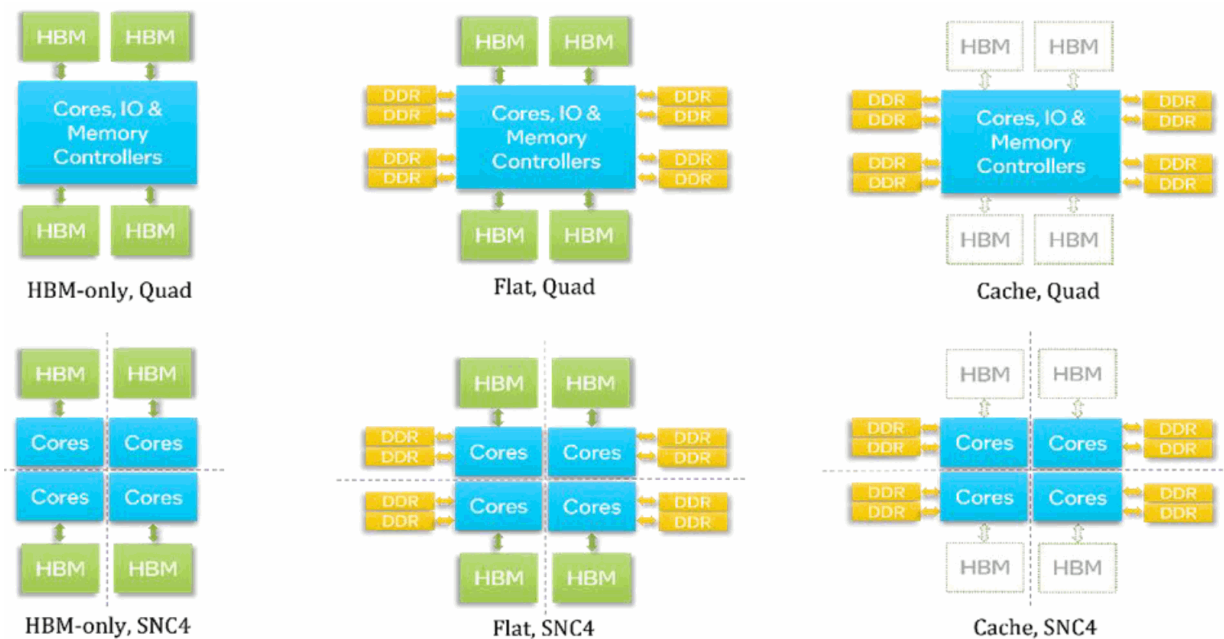 HBM HBM
Cores, IO &
Memory
Controllers
HBM HBM
HBM-only, Quad
HBM HBM
DDR DDR
DDR DDR
Cores, IO &
Memory
Controllers
DDR DDR
DDR DDR
HBM HBM
Flat, Quad
HBM HBM
DDR DDR
DDR DDR
Cores, IO &
Memory
Controllers
DDR DDR
DDR DDR
HBM HBM
Cache, Quad
HBM HBM
Cores Cores
Cores Cores
HBM HBM
HBM-only, SNC4
HBM HBM
DDR DDR
Cores Cores
DDR DDR
DDR DDR
Cores Cores
DDR DDR
HBM HBM
Flat, SNC4
HBM HBM
DDR DDR
Cores Cores
DDR DDR
DDR DDR
Cores Cores
DDR DDR
HBM HBM
Cache, SNC4